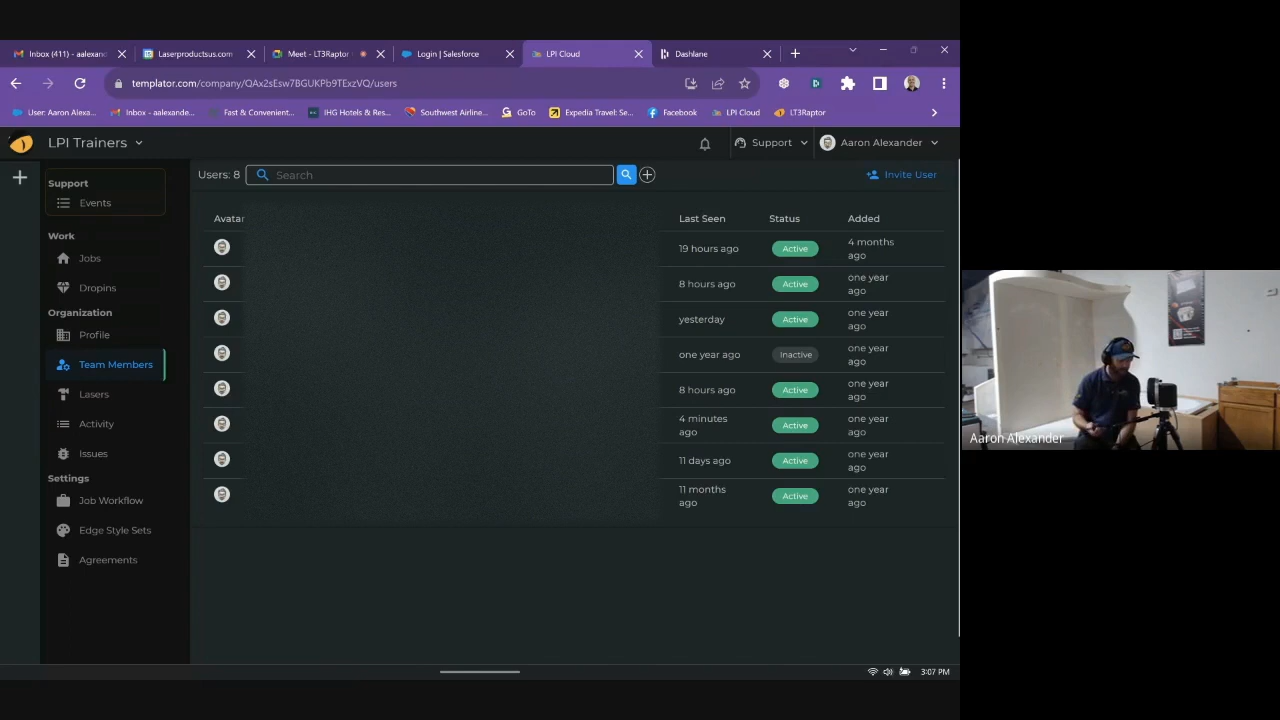 Inbox (411) - aalexand
Laserproductsus.com
Meet - LT3Raptor
Login | Salesforce
LPI Cloud
Dashlane
templator.com/company/QAx2sEsw7BGUKPb9TExzVQ/users
User: Aaron Alexa...
Inbox - alexande...
Fast & Convenient...
IHG Hotels & Res...
Southwest Airline...
GoTo
Expedia Travel: Se...
Facebook
LPI Cloud
LT3Raptor
LPI Trainers
Support
Aaron Alexander
Support
Events
Work
Jobs
Dropins
Organization
Profile
Team Members
Lasers
Activity
Issues
Settings
Job Workflow
Edge Style Sets
Agreements
Users: 8
Search
Invite User
Avatar Last Seen Status Added
19 hours ago Active 4 months
ago
8 hours ago Active one year
ago
yesterday Active one year
ago
one year ago Inactive one year
ago
8 hours ago Active one year
ago
4 minutes
ago Active one year
ago
11 days ago Active one year
ago
11 months
ago Active one year
ago
3:07 PM
Aaron Alexander